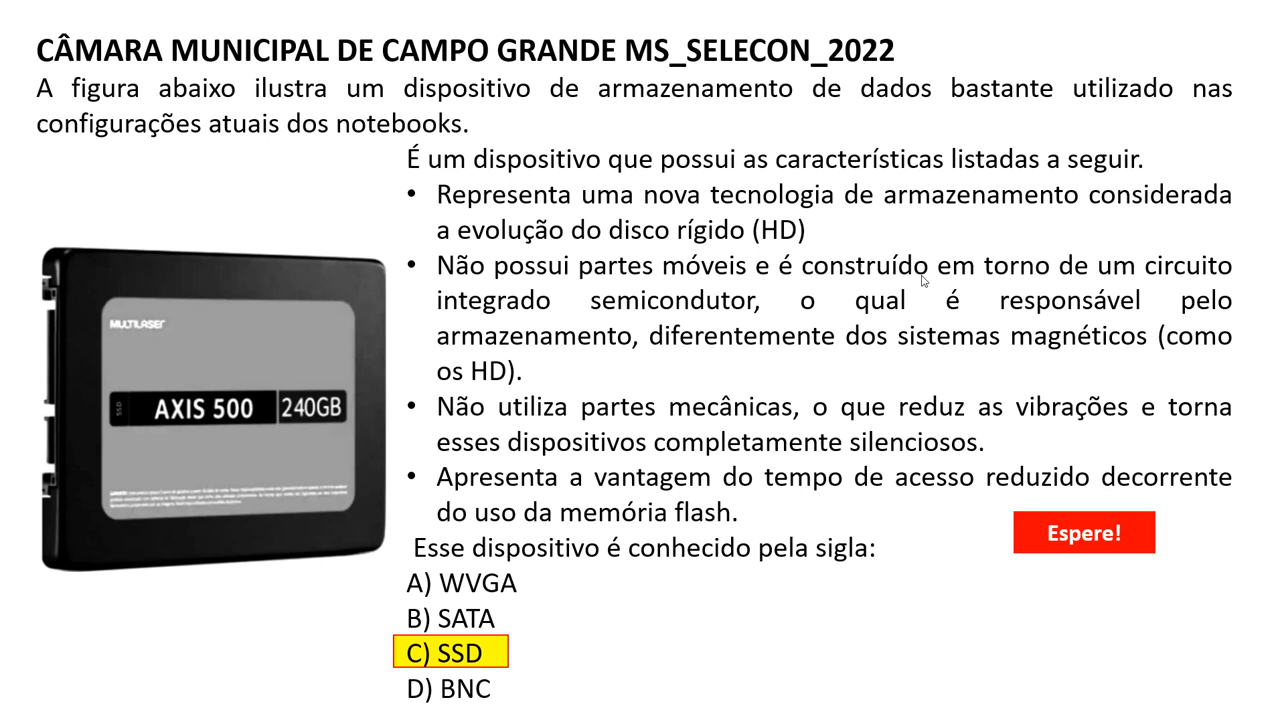 CÂMARA MUNICIPAL DE CAMPO GRANDE MS_SELECON_2022
A figura abaixo ilustra um dispositivo de armazenamento de dados bastante utilizado nas
configurações atuais dos notebooks.
É um dispositivo que possui as características listadas a seguir.
• Representa uma nova tecnologia de armazenamento considerada
a evolução do disco rígido (HD)
• Não possui partes móveis e é construído em torno de um circuito
integrado semicondutor, o qual é responsável pelo
armazenamento, diferentemente dos sistemas magnéticos (como
os HD).
• Não utiliza partes mecânicas, o que reduz as vibrações e torna
esses dispositivos completamente silenciosos.
• Apresenta a vantagem do tempo de acesso reduzido decorrente
do uso da memória flash.
Esse dispositivo é conhecido pela sigla:
A) WVGA
B) SATA
C) SSD
D) BNC
Espere!
MULTILASER
SSD
AXIS 500
240GB